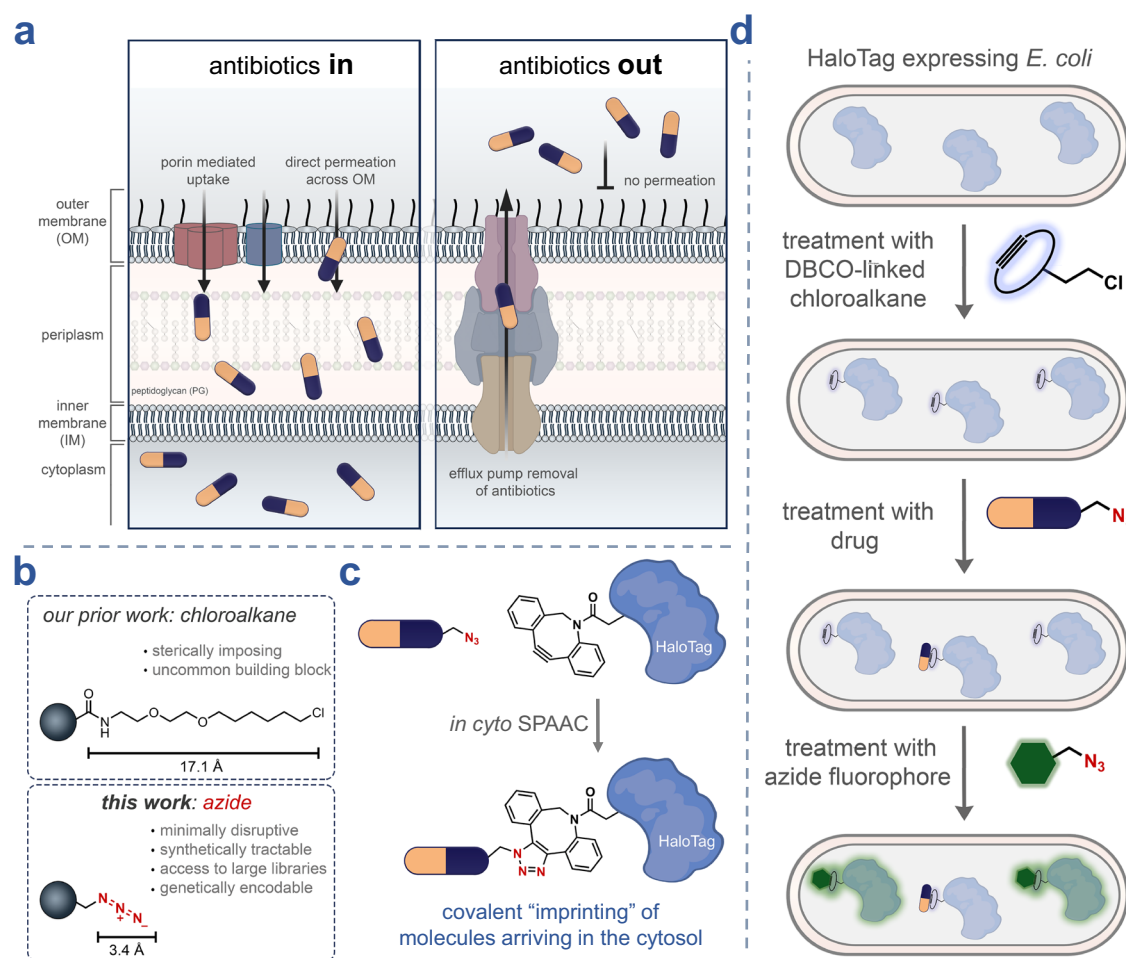 a
antibiotics in
antibiotics out
porin mediated
uptake
direct permeation
across OM
no permeation
outer
membrane
(OM)
periplasm
peptidoglycan (PG)
inner
membrane
(IM)
cytoplasm
efflux pump removal
of antibiotics
b
our prior work: chloroalkane
• sterically imposing
• uncommon building block
O
N
H
O
O
Cl
17.1 Å
this work: azide
• minimally disruptive
• synthetically tractable
• access to large libraries
• genetically encodable
N=N=N
+ −
3.4 Å
c
N3
O
N
HaloTag
in cyto SPAAC
O
N
HaloTag
N
N=N
covalent “imprinting” of
molecules arriving in the cytosol
d
HaloTag expressing E. coli
treatment with
DBCO-linked
chloroalkane
Cl
treatment with
drug
N
treatment with
azide fluorophore
N3